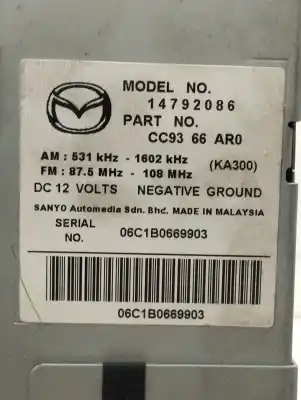 MODEL NO.
14792086
PART NO.
CC93 66 AR0
AM : 531 kHz - 1602 kHz
(KA300)
FM : 87.5 MHz - 108 MHz
DC 12 VOLTS NEGATIVE GROUND
SANYO Automedia Sdn. Bhd. MADE IN MALAYSIA
SERIAL
NO.
06C1B0669903
06C1B0669903